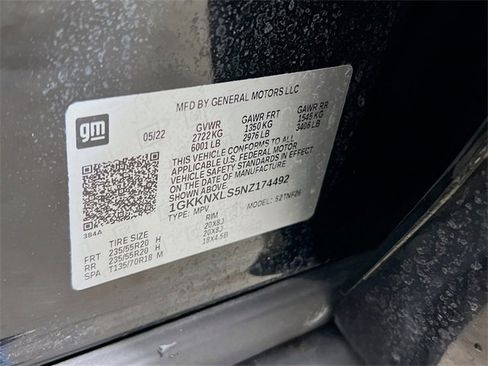 MFD BY GENERAL MOTORS LLC
gm
05/22 GVWR GAWR FRT GAWR RR
2722 KG 1350 KG 1545 KG
6001 LB 2976 LB 3406 LB
THIS VEHICLE CONFORMS TO ALL
APPLICABLE U.S. FEDERAL MOTOR
VEHICLE SAFETY STANDARDS IN EFFECT
ON THE DATE OF MANUFACTURE SHOWN ABOVE.
1GKKNXLS5NZ174492
TYPE: MPV MODEL: 52TNF26
384A
TIRE SIZE RIM
FRT 235/55R20 H 20X8J
RR 235/55R20 H 20X8J
SPA T135/70R18 M 18X4.5B